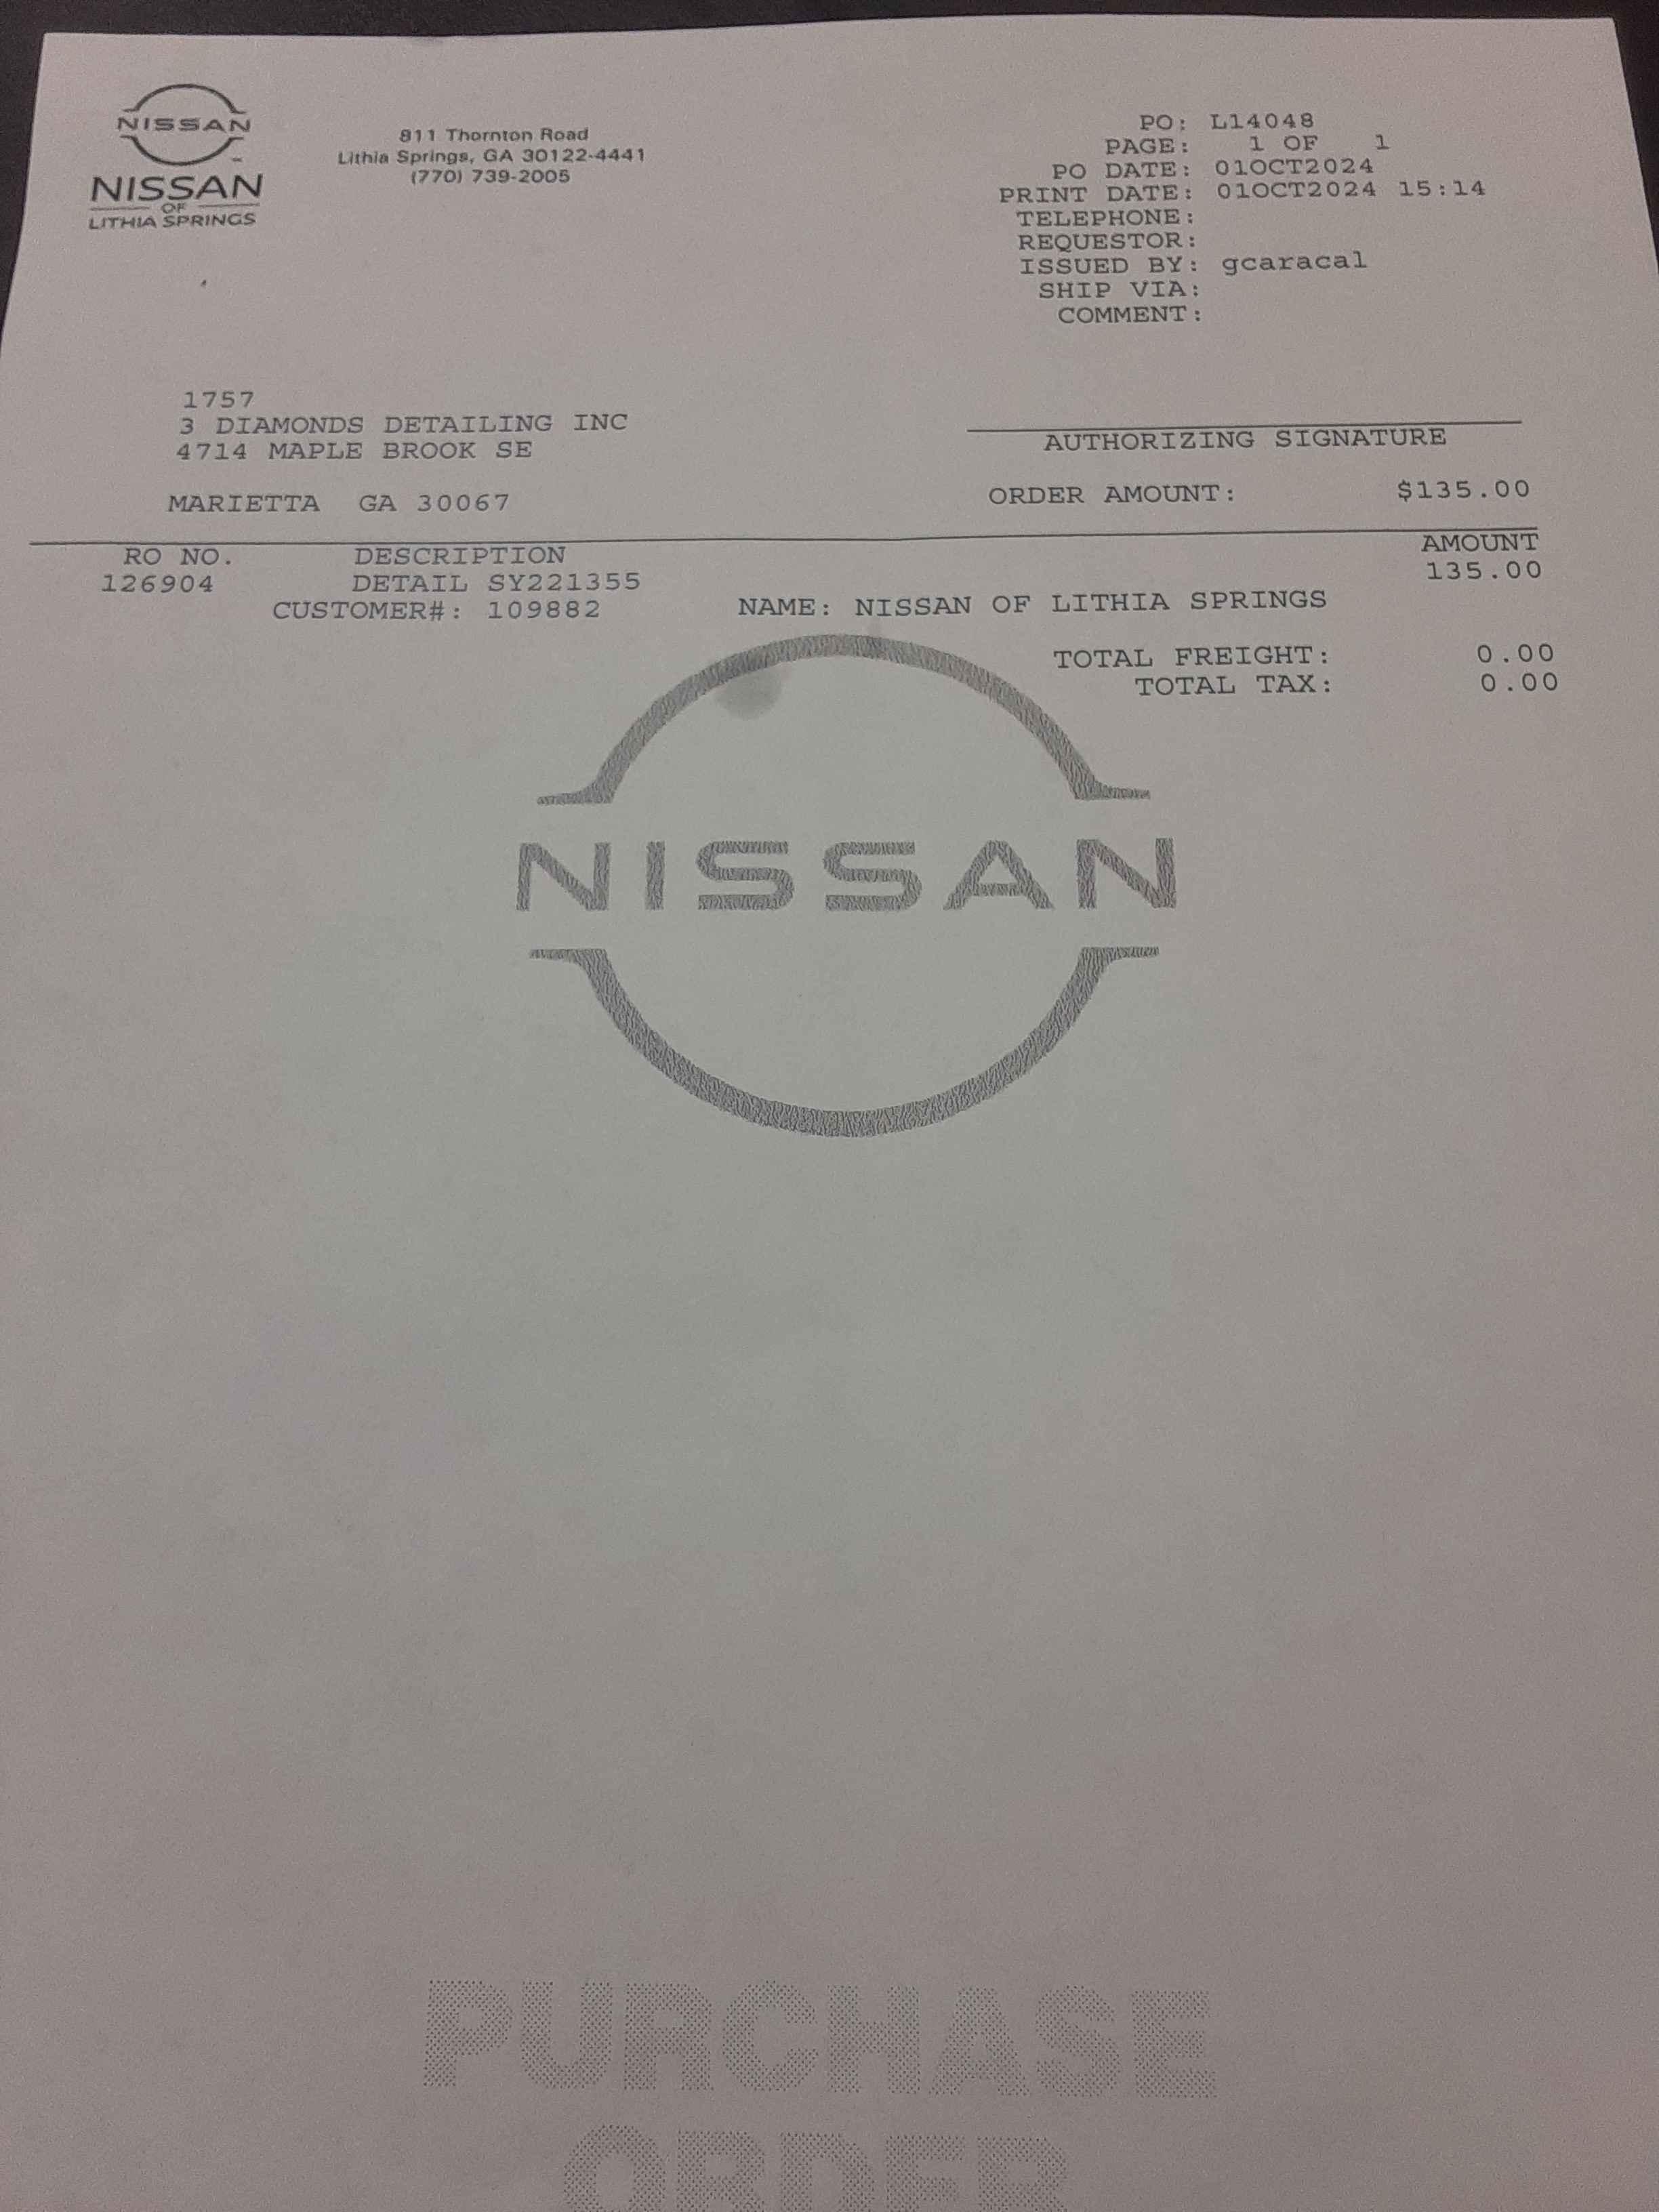 NISSAN
NISSAN
OF
LITHIA SPRINGS
811 Thornton Road
Lithia Springs, GA 30122-4441
(770) 739-2005
PO: L14048
PAGE: 1 OF 1
PO DATE: 01OCT2024
PRINT DATE: 01OCT2024 15:14
TELEPHONE:
REQUESTOR:
ISSUED BY: gcaracal
SHIP VIA:
COMMENT:
1757
3 DIAMONDS DETAILING INC
4714 MAPLE BROOK SE
MARIETTA GA 30067
AUTHORIZING SIGNATURE
ORDER AMOUNT: $135.00
RO NO. DESCRIPTION AMOUNT
126904 DETAIL SY221355 135.00
CUSTOMER#: 109882 NAME: NISSAN OF LITHIA SPRINGS
TOTAL FREIGHT: 0.00
TOTAL TAX: 0.00
NISSAN
PURCHASE
ORDER